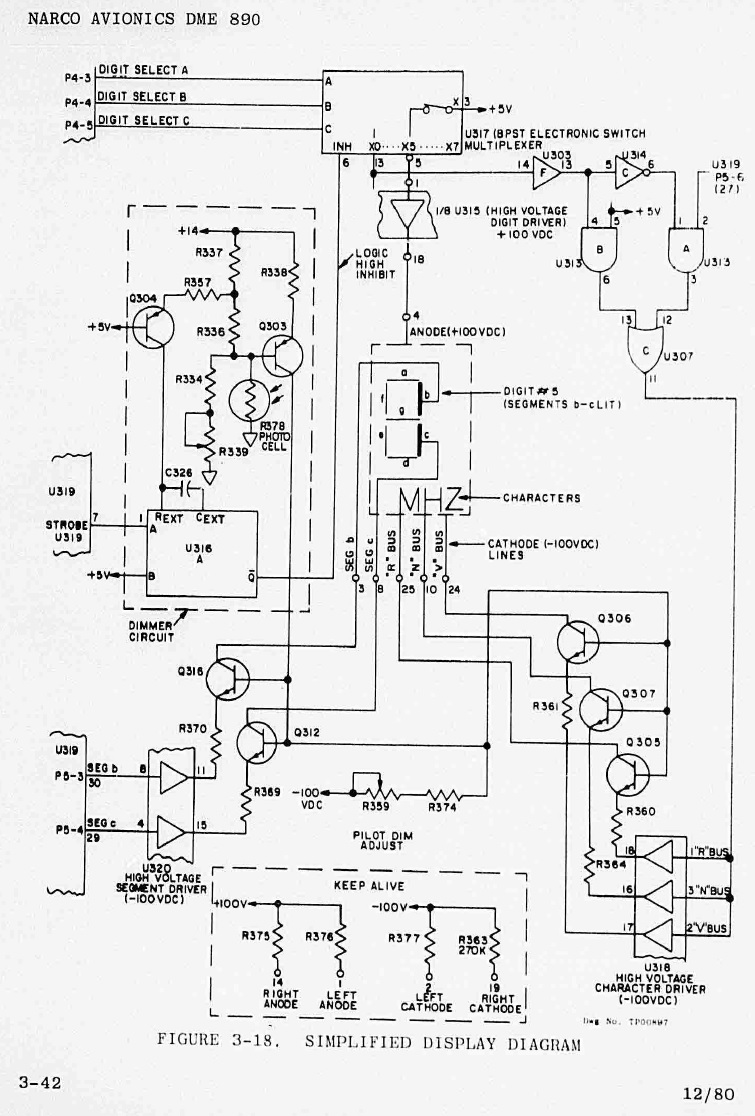 NARCO AVIONICS DME 890
P4-3 DIGIT SELECT A
P4-4 DIGIT SELECT B
P4-5 DIGIT SELECT C
A
B
C
X 3 +5V
INH X0 X5 X7
6 13 5
U317 (8PST ELECTRONIC SWITCH
MULTIPLEXER
14 U303 13
F
5 U314 6
C
U319
P5-6
(27)
1
1/8 U315 (HIGH VOLTAGE
DIGIT DRIVER)
+100 VDC
18
4 5 +5V
1 2
B
A
U313
U313
6
3
13 12
C
U307
11
LOGIC
HIGH
INHIBIT
4
ANODE(+100VDC)
+14
R337
R338
R357
Q304
+5V
R336
Q303
R334
R378
PHOTO
CELL
R339
C326
a
f b
g
e c
d
DIGIT #5
(SEGMENTS b-c LIT)
CHARACTERS
CATHODE (-100VDC)
LINES
U319
STROBE
U319
7 1
REXT CEXT
A
U316
A
+5V B
Q
DIMMER
CIRCUIT
SEG b
SEG c
"R" BUS
"N" BUS
"V" BUS
3 8 25 10 24
Q306
Q307
R361
Q305
R360
R364
Q316
R370
Q312
R369
U319
P5-3 SEG b 8 11
30
P5-4 SEG c 4 15
29
U320
HIGH VOLTAGE
SEGMENT DRIVER
(-100VDC)
-100
VDC
R359 R374
PILOT DIM
ADJUST
18 1"R"BUS
16 3"N"BUS
17 2"V"BUS
U318
HIGH VOLTAGE
CHARACTER DRIVER
(-100VDC)
KEEP ALIVE
+100V -100V
R375 R376 R377 R363
270K
14 1 2 19
RIGHT
ANODE
LEFT
ANODE
LEFT
CATHODE
RIGHT
CATHODE
Dwg No. TP00897
FIGURE 3-18. SIMPLIFIED DISPLAY DIAGRAM
3-42
12/80